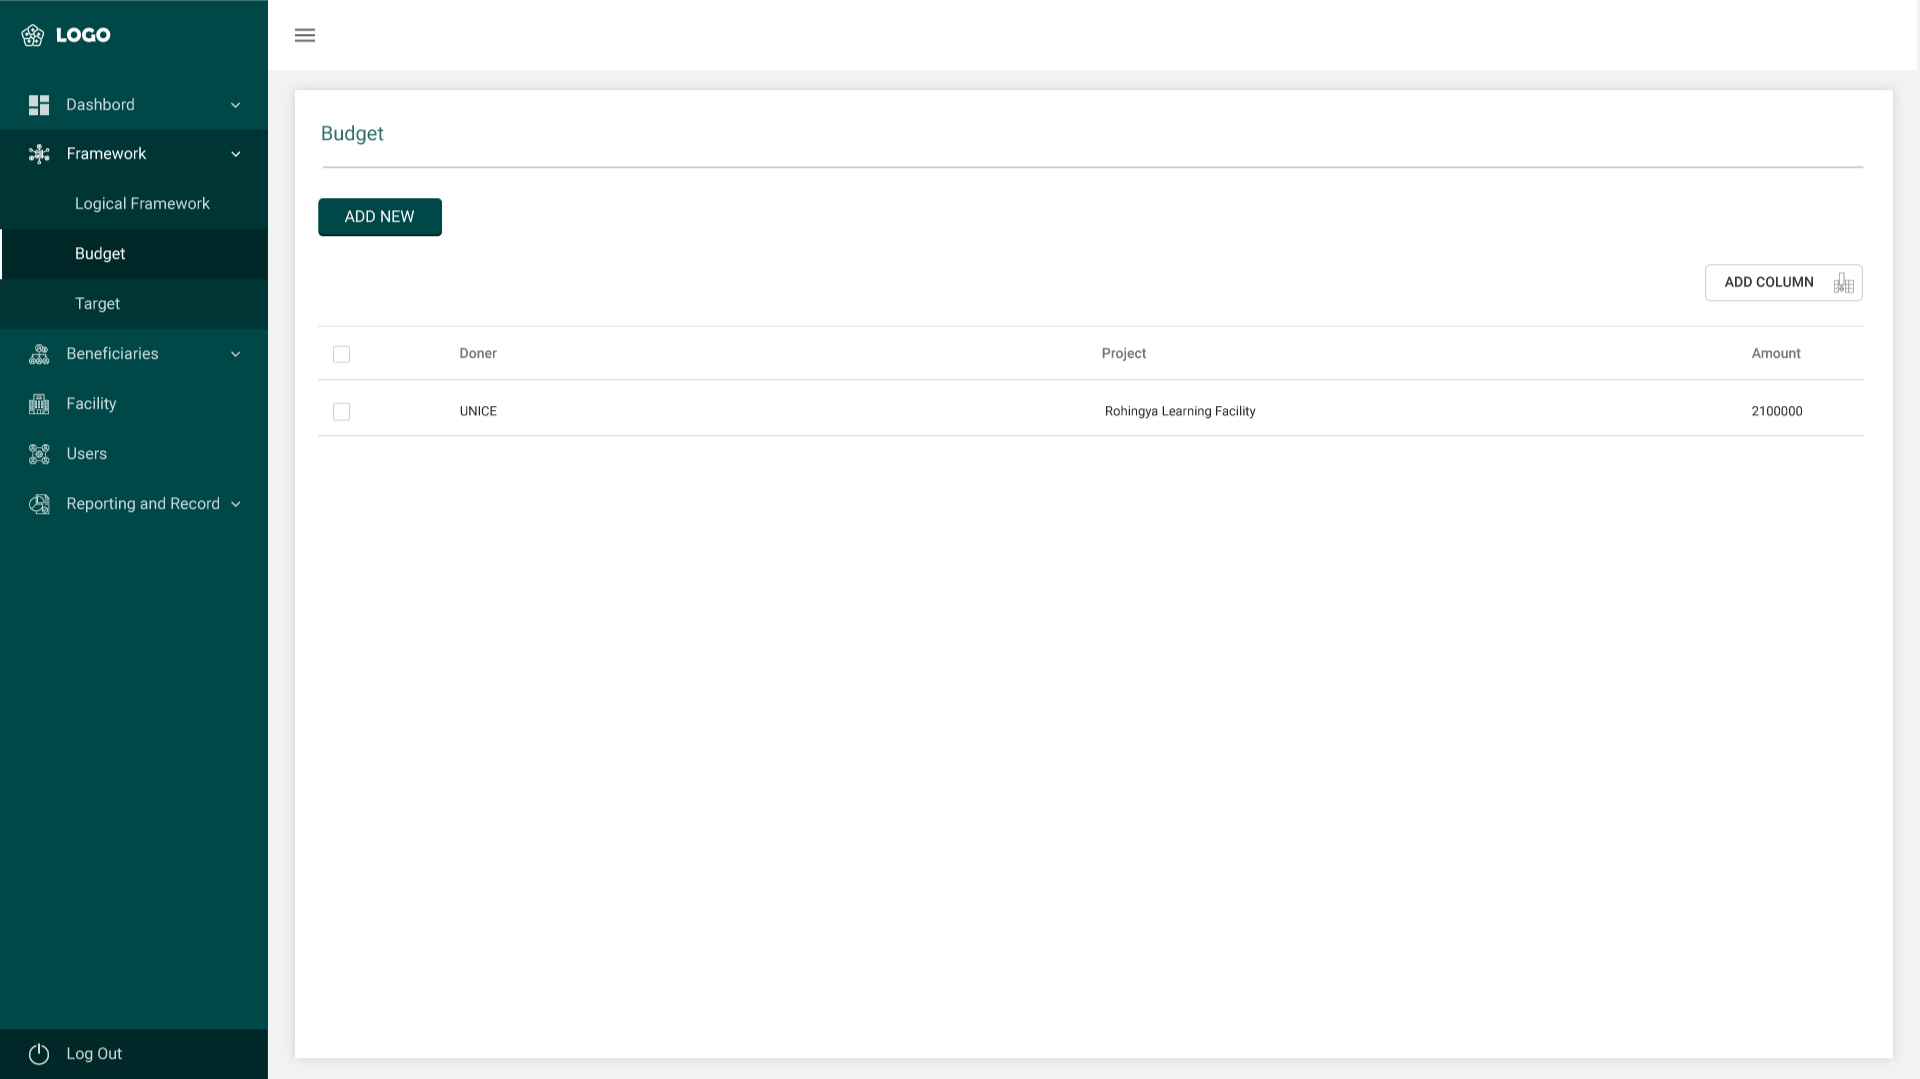 LOGO
Dashbord
Framework
Logical Framework
Budget
Target
Beneficiaries
Facility
Users
Reporting and Record
Log Out
Budget
ADD NEW
ADD COLUMN
Doner Project Amount
UNICE Rohingya Learning Facility 2100000